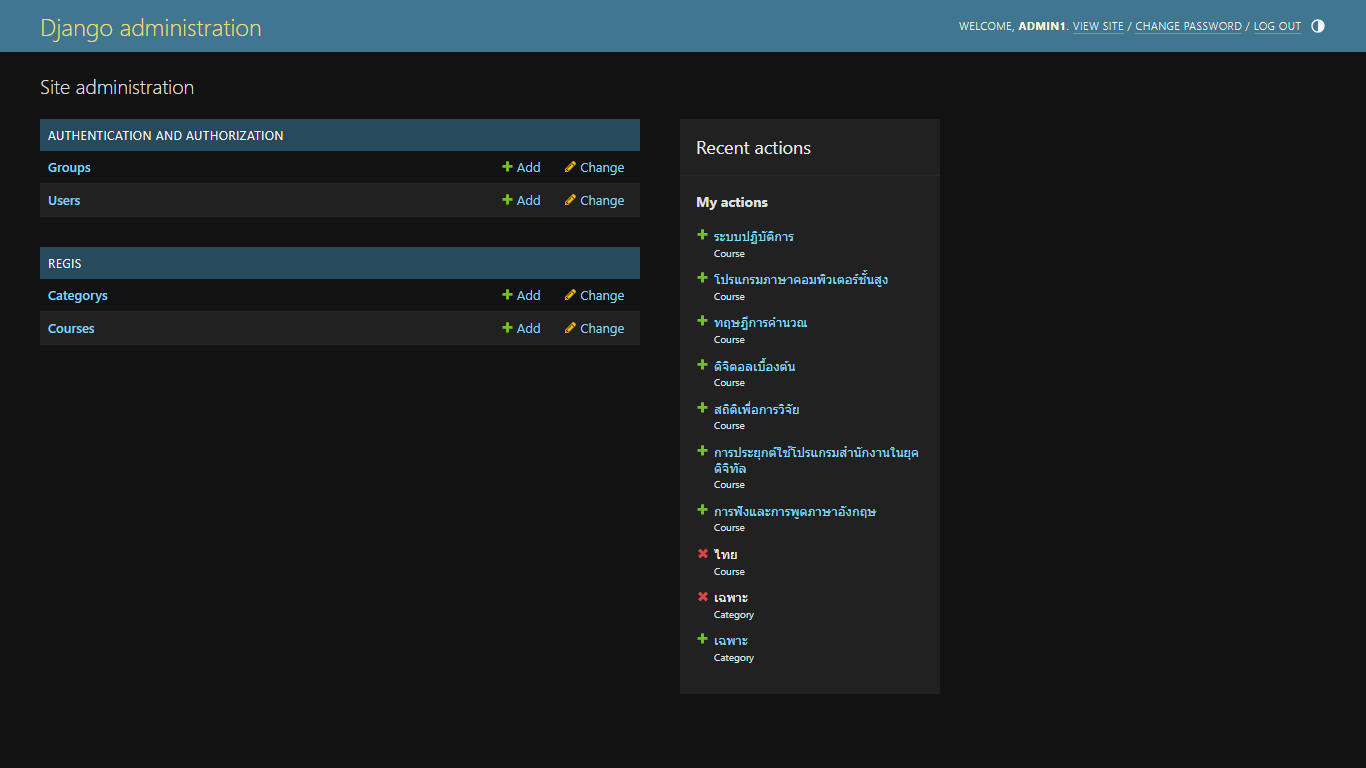 Django administration
WELCOME, ADMIN1. VIEW SITE / CHANGE PASSWORD / LOG OUT
Site administration
AUTHENTICATION AND AUTHORIZATION
Groups Add Change
Users Add Change
REGIS
Categorys Add Change
Courses Add Change
Recent actions
My actions
ระบบปฏิบัติการ
Course
โปรแกรมภาษาคอมพิวเตอร์ชั้นสูง
Course
ทฤษฎีการคำนวณ
Course
ดิจิตอลเบื้องต้น
Course
สถิติเพื่อการวิจัย
Course
การประยุกต์ใช้โปรแกรมสำนักงานในยุค
ดิจิทัล
Course
การฟังและการพูดภาษาอังกฤษ
Course
ไทย
Course
เฉพาะ
Category
เฉพาะ
Category